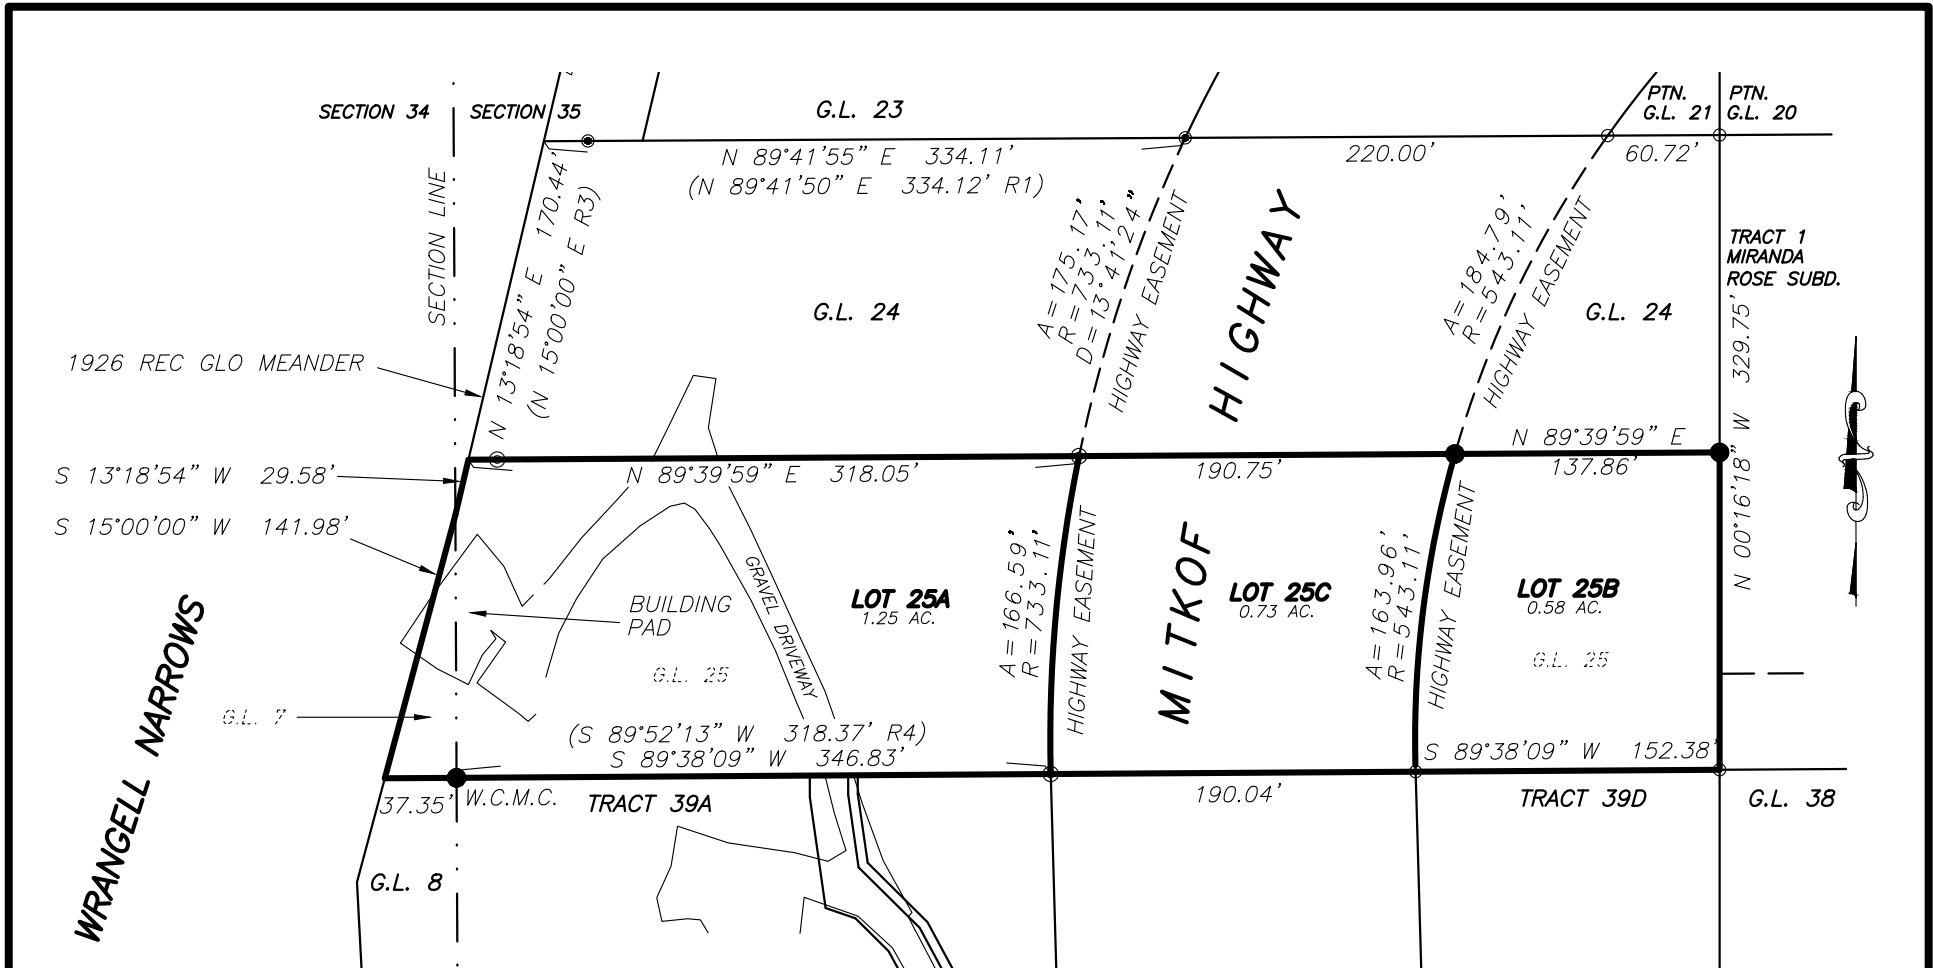 SECTION 34
SECTION 35
G.L. 23
PTN.
G.L. 21
PTN.
G.L. 20
N 89°41'55" E 334.11'
(N 89°41'50" E 334.12' R1)
220.00'
60.72'
SECTION LINE
N 13°18'54" E 170.44'
(N 15°00'00" E R3)
A=175.17'
R=733.11'
D=13°41'24"
HIGHWAY EASEMENT
HIGHWAY
A=184.79'
R=543.11'
HIGHWAY EASEMENT
TRACT 1
MIRANDA
ROSE SUBD.
G.L. 24
G.L. 24
N 00°16'18" W 329.75'
1926 REC GLO MEANDER
S 13°18'54" W 29.58'
S 15°00'00" W 141.98'
N 89°39'59" E 318.05'
190.75'
N 89°39'59" E
137.86'
GRAVEL DRIVEWAY
BUILDING
PAD
LOT 25A
1.25 AC.
G.L. 25
A=166.59'
R=733.11'
HIGHWAY EASEMENT
MITKOF
LOT 25C
0.73 AC.
A=163.96'
R=543.11'
HIGHWAY EASEMENT
LOT 25B
0.58 AC.
G.L. 25
WRANGELL NARROWS
G.L. 7
(S 89°52'13" W 318.37' R4)
S 89°38'09" W 346.83'
S 89°38'09" W 152.38'
37.35'
W.C.M.C.
TRACT 39A
190.04'
TRACT 39D
G.L. 38
G.L. 8